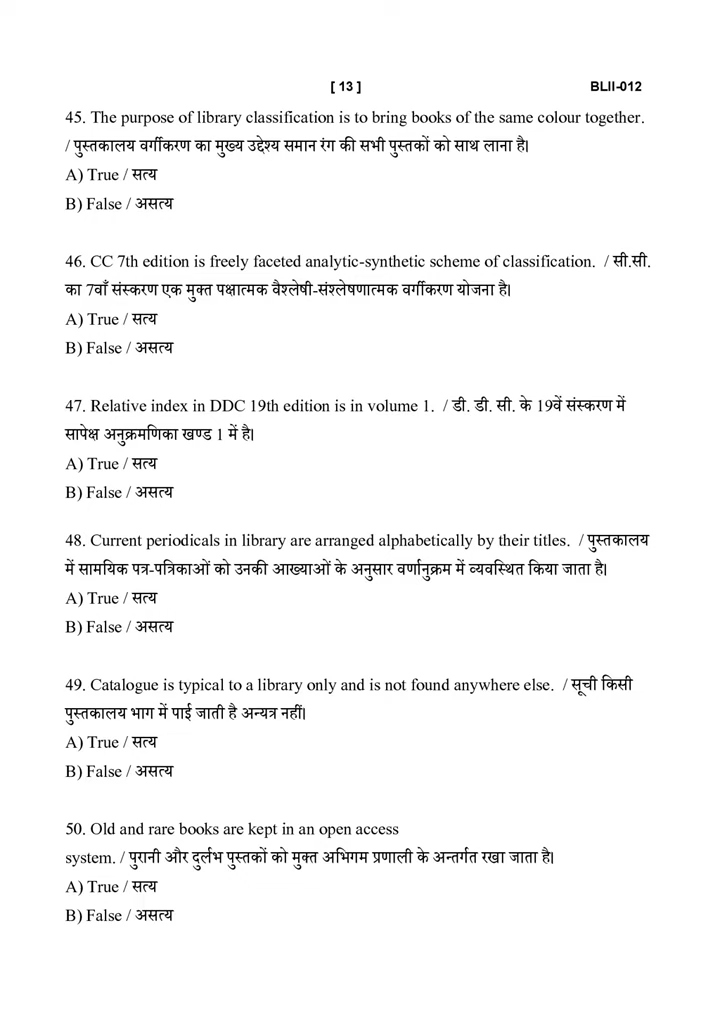 [ 13 ] BLII-012
45. The purpose of library classification is to bring books of the same colour together.
/ पुस्तकालय वर्गीकरण का मुख्य उद्देश्य समान रंग की सभी पुस्तकों को साथ लाना है।
A) True / सत्य
B) False / असत्य
46. CC 7th edition is freely faceted analytic-synthetic scheme of classification. / सी.सी.
का 7वाँ संस्करण एक मुक्त पक्षात्मक वैश्लेषी-संश्लेषणात्मक वर्गीकरण योजना है।
A) True / सत्य
B) False / असत्य
47. Relative index in DDC 19th edition is in volume 1. / डी. डी. सी. के 19वें संस्करण में
सापेक्ष अनुक्रमणिका खण्ड 1 में है।
A) True / सत्य
B) False / असत्य
48. Current periodicals in library are arranged alphabetically by their titles. / पुस्तकालय
में सामयिक पत्र-पत्रिकाओं को उनकी आख्याओं के अनुसार वर्णानुक्रम में व्यवस्थित किया जाता है।
A) True / सत्य
B) False / असत्य
49. Catalogue is typical to a library only and is not found anywhere else. / सूची किसी
पुस्तकालय भाग में पाई जाती है अन्यत्र नहीं।
A) True / सत्य
B) False / असत्य
50. Old and rare books are kept in an open access
system. / पुरानी और दुर्लभ पुस्तकों को मुक्त अभिगम प्रणाली के अन्तर्गत रखा जाता है।
A) True / सत्य
B) False / असत्य